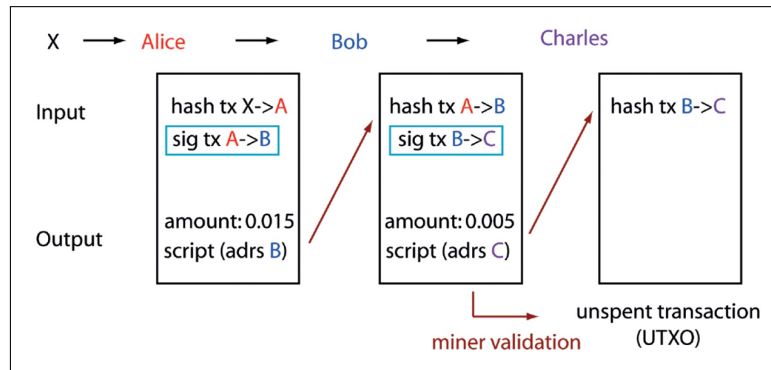 X Alice Bob Charles
Input
hash tx X->A
sig tx A->B
hash tx A->B
sig tx B->C
hash tx B->C
Output
amount: 0.015
script (adrs B)
amount: 0.005
script (adrs C)
miner validation
unspent transaction
(UTXO)